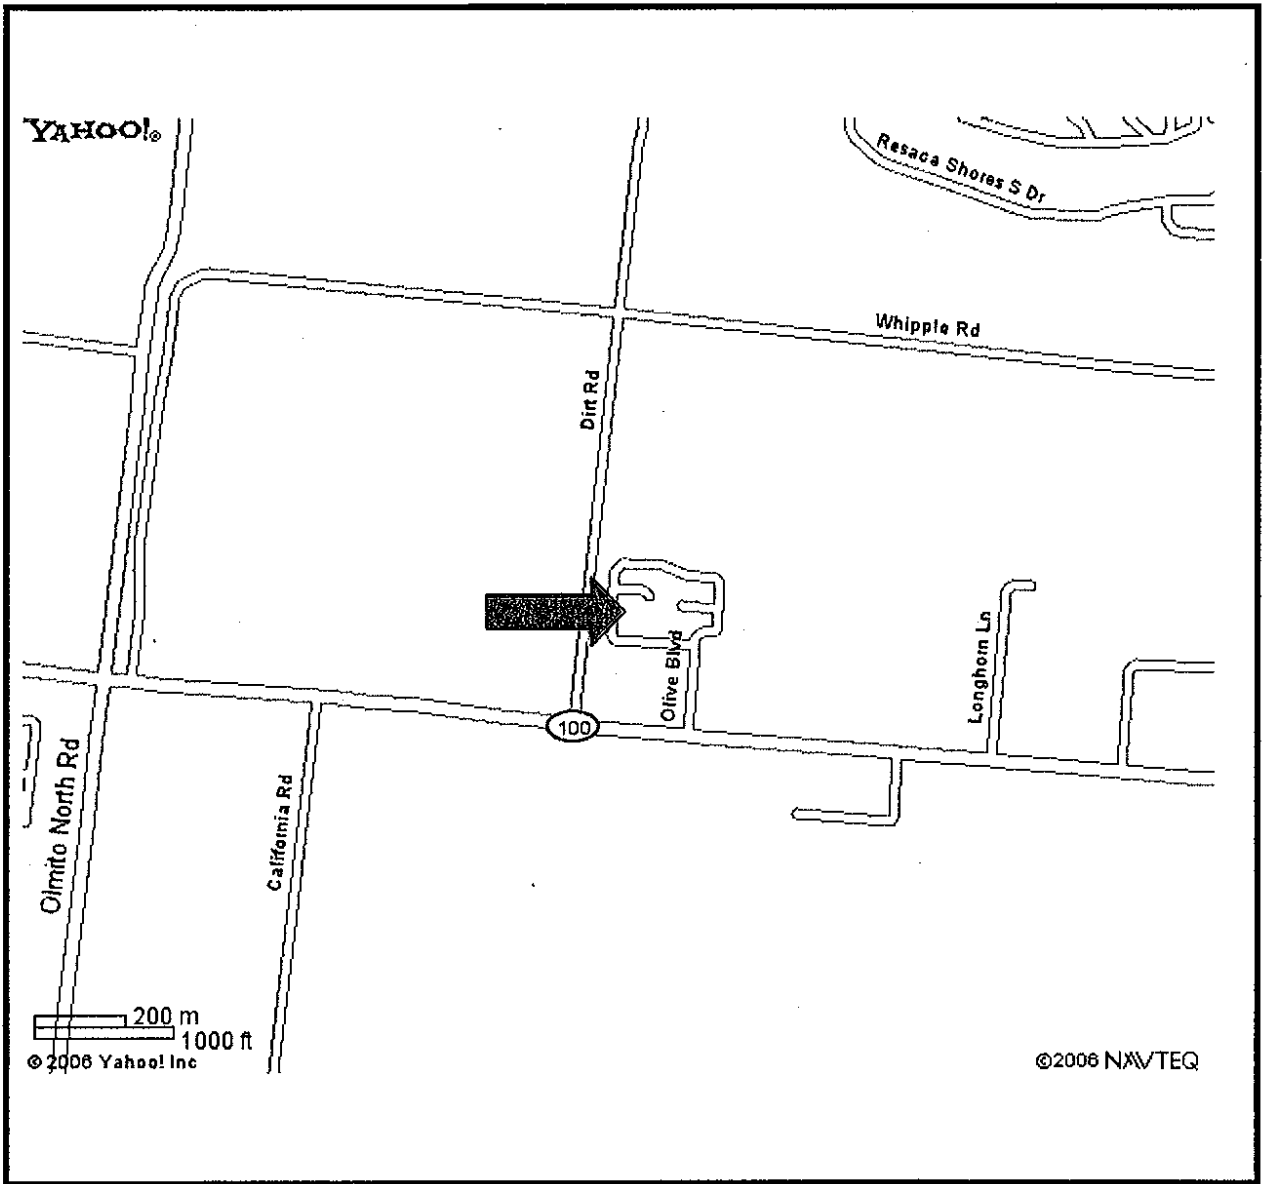 YAHOO!®
Resaca Shores S Dr
Whipple Rd
Dirt Rd
Olive Blvd
Longhorn Ln
100
Olmito North Rd
California Rd
200 m
1000 ft
© 2006 Yahoo! Inc
©2006 NAVTEQ